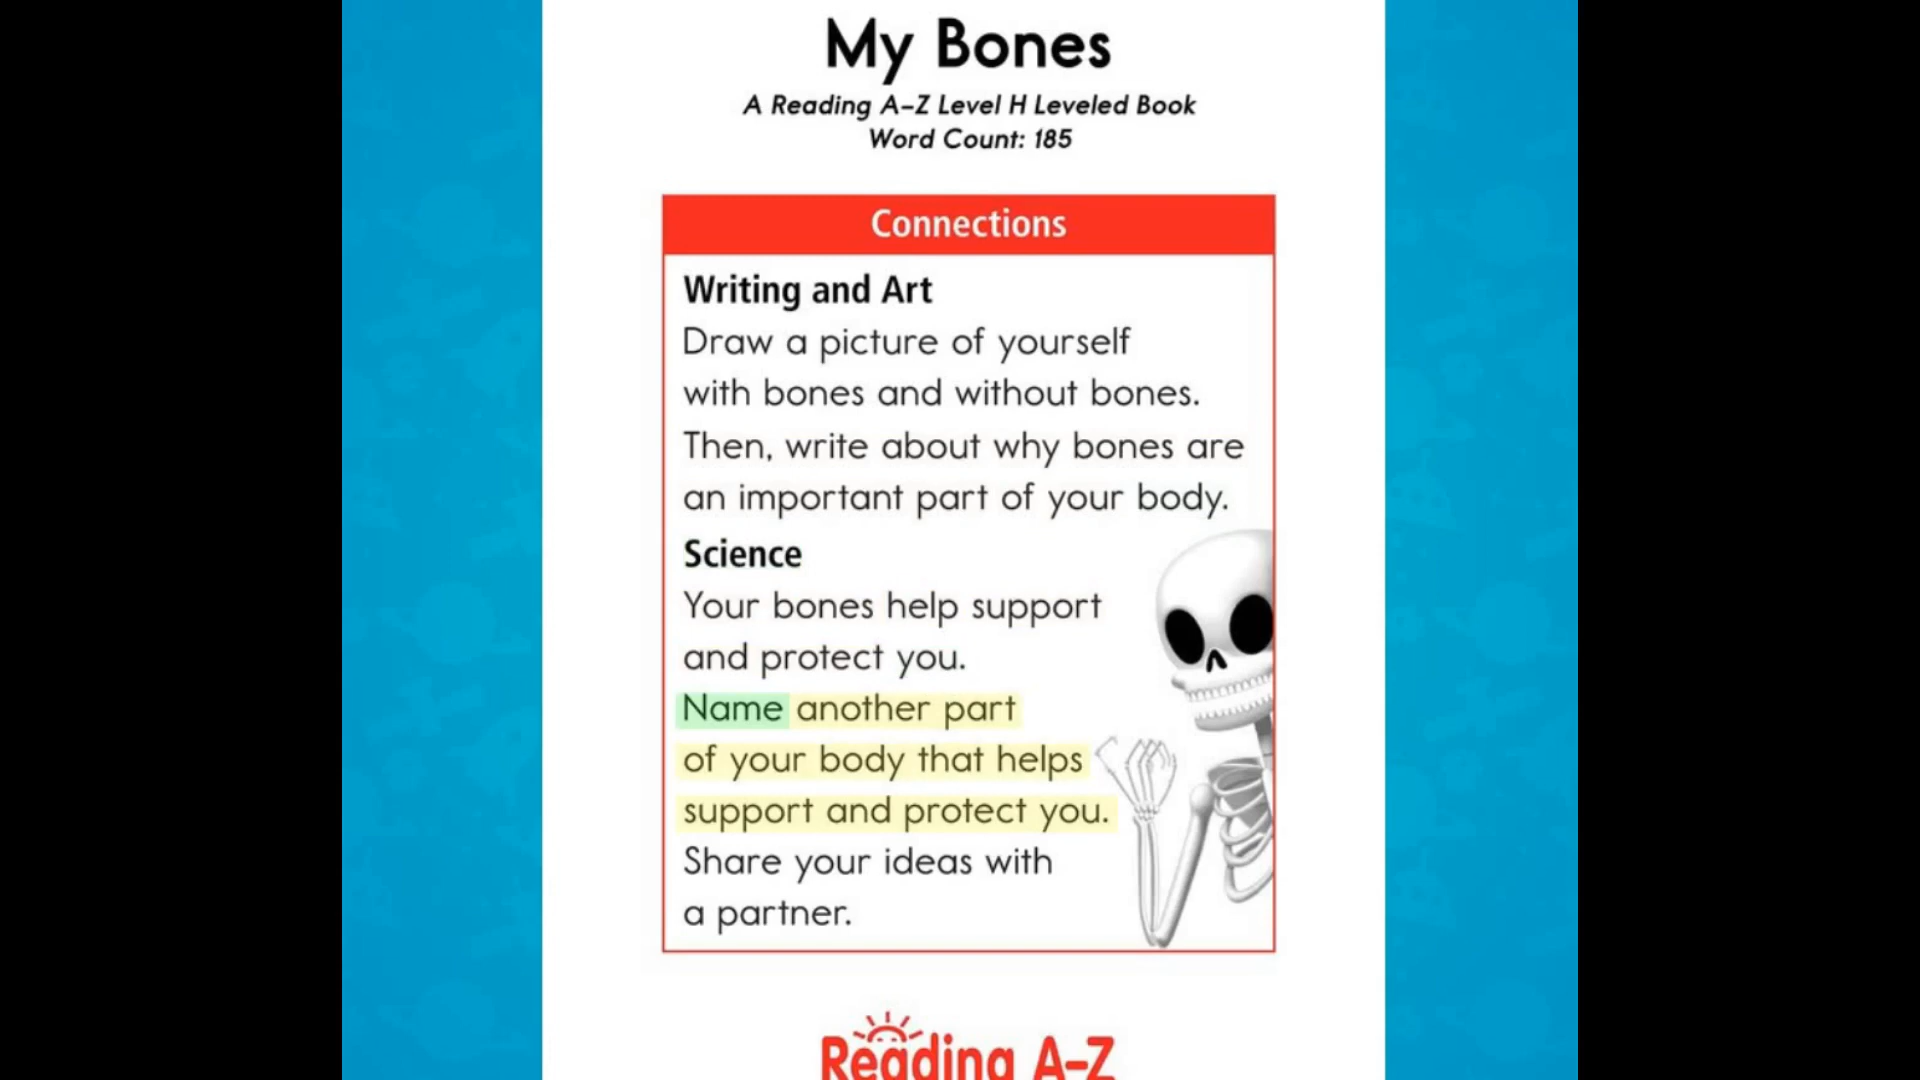 My Bones
A Reading A–Z Level H Leveled Book
Word Count: 185
Connections
Writing and Art
Draw a picture of yourself
with bones and without bones.
Then, write about why bones are
an important part of your body.
Science
Your bones help support
and protect you.
Name another part
of your body that helps
support and protect you.
Share your ideas with
a partner.
Reading A–Z